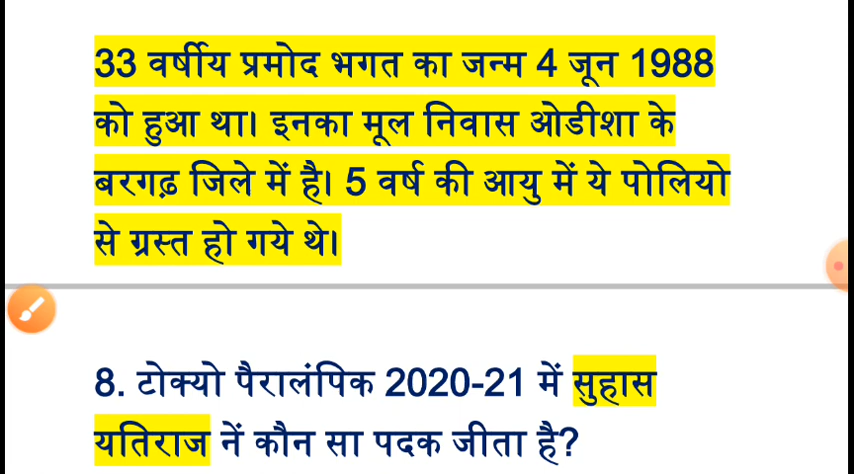 33 वर्षीय प्रमोद भगत का जन्म 4 जून 1988
को हुआ था। इनका मूल निवास ओडीशा के
बरगढ़ जिले में है। 5 वर्ष की आयु में ये पोलियो
से ग्रस्त हो गये थे।
8. टोक्यो पैरालंपिक 2020-21 में सुहास
यतिराज नें कौन सा पदक जीता है?